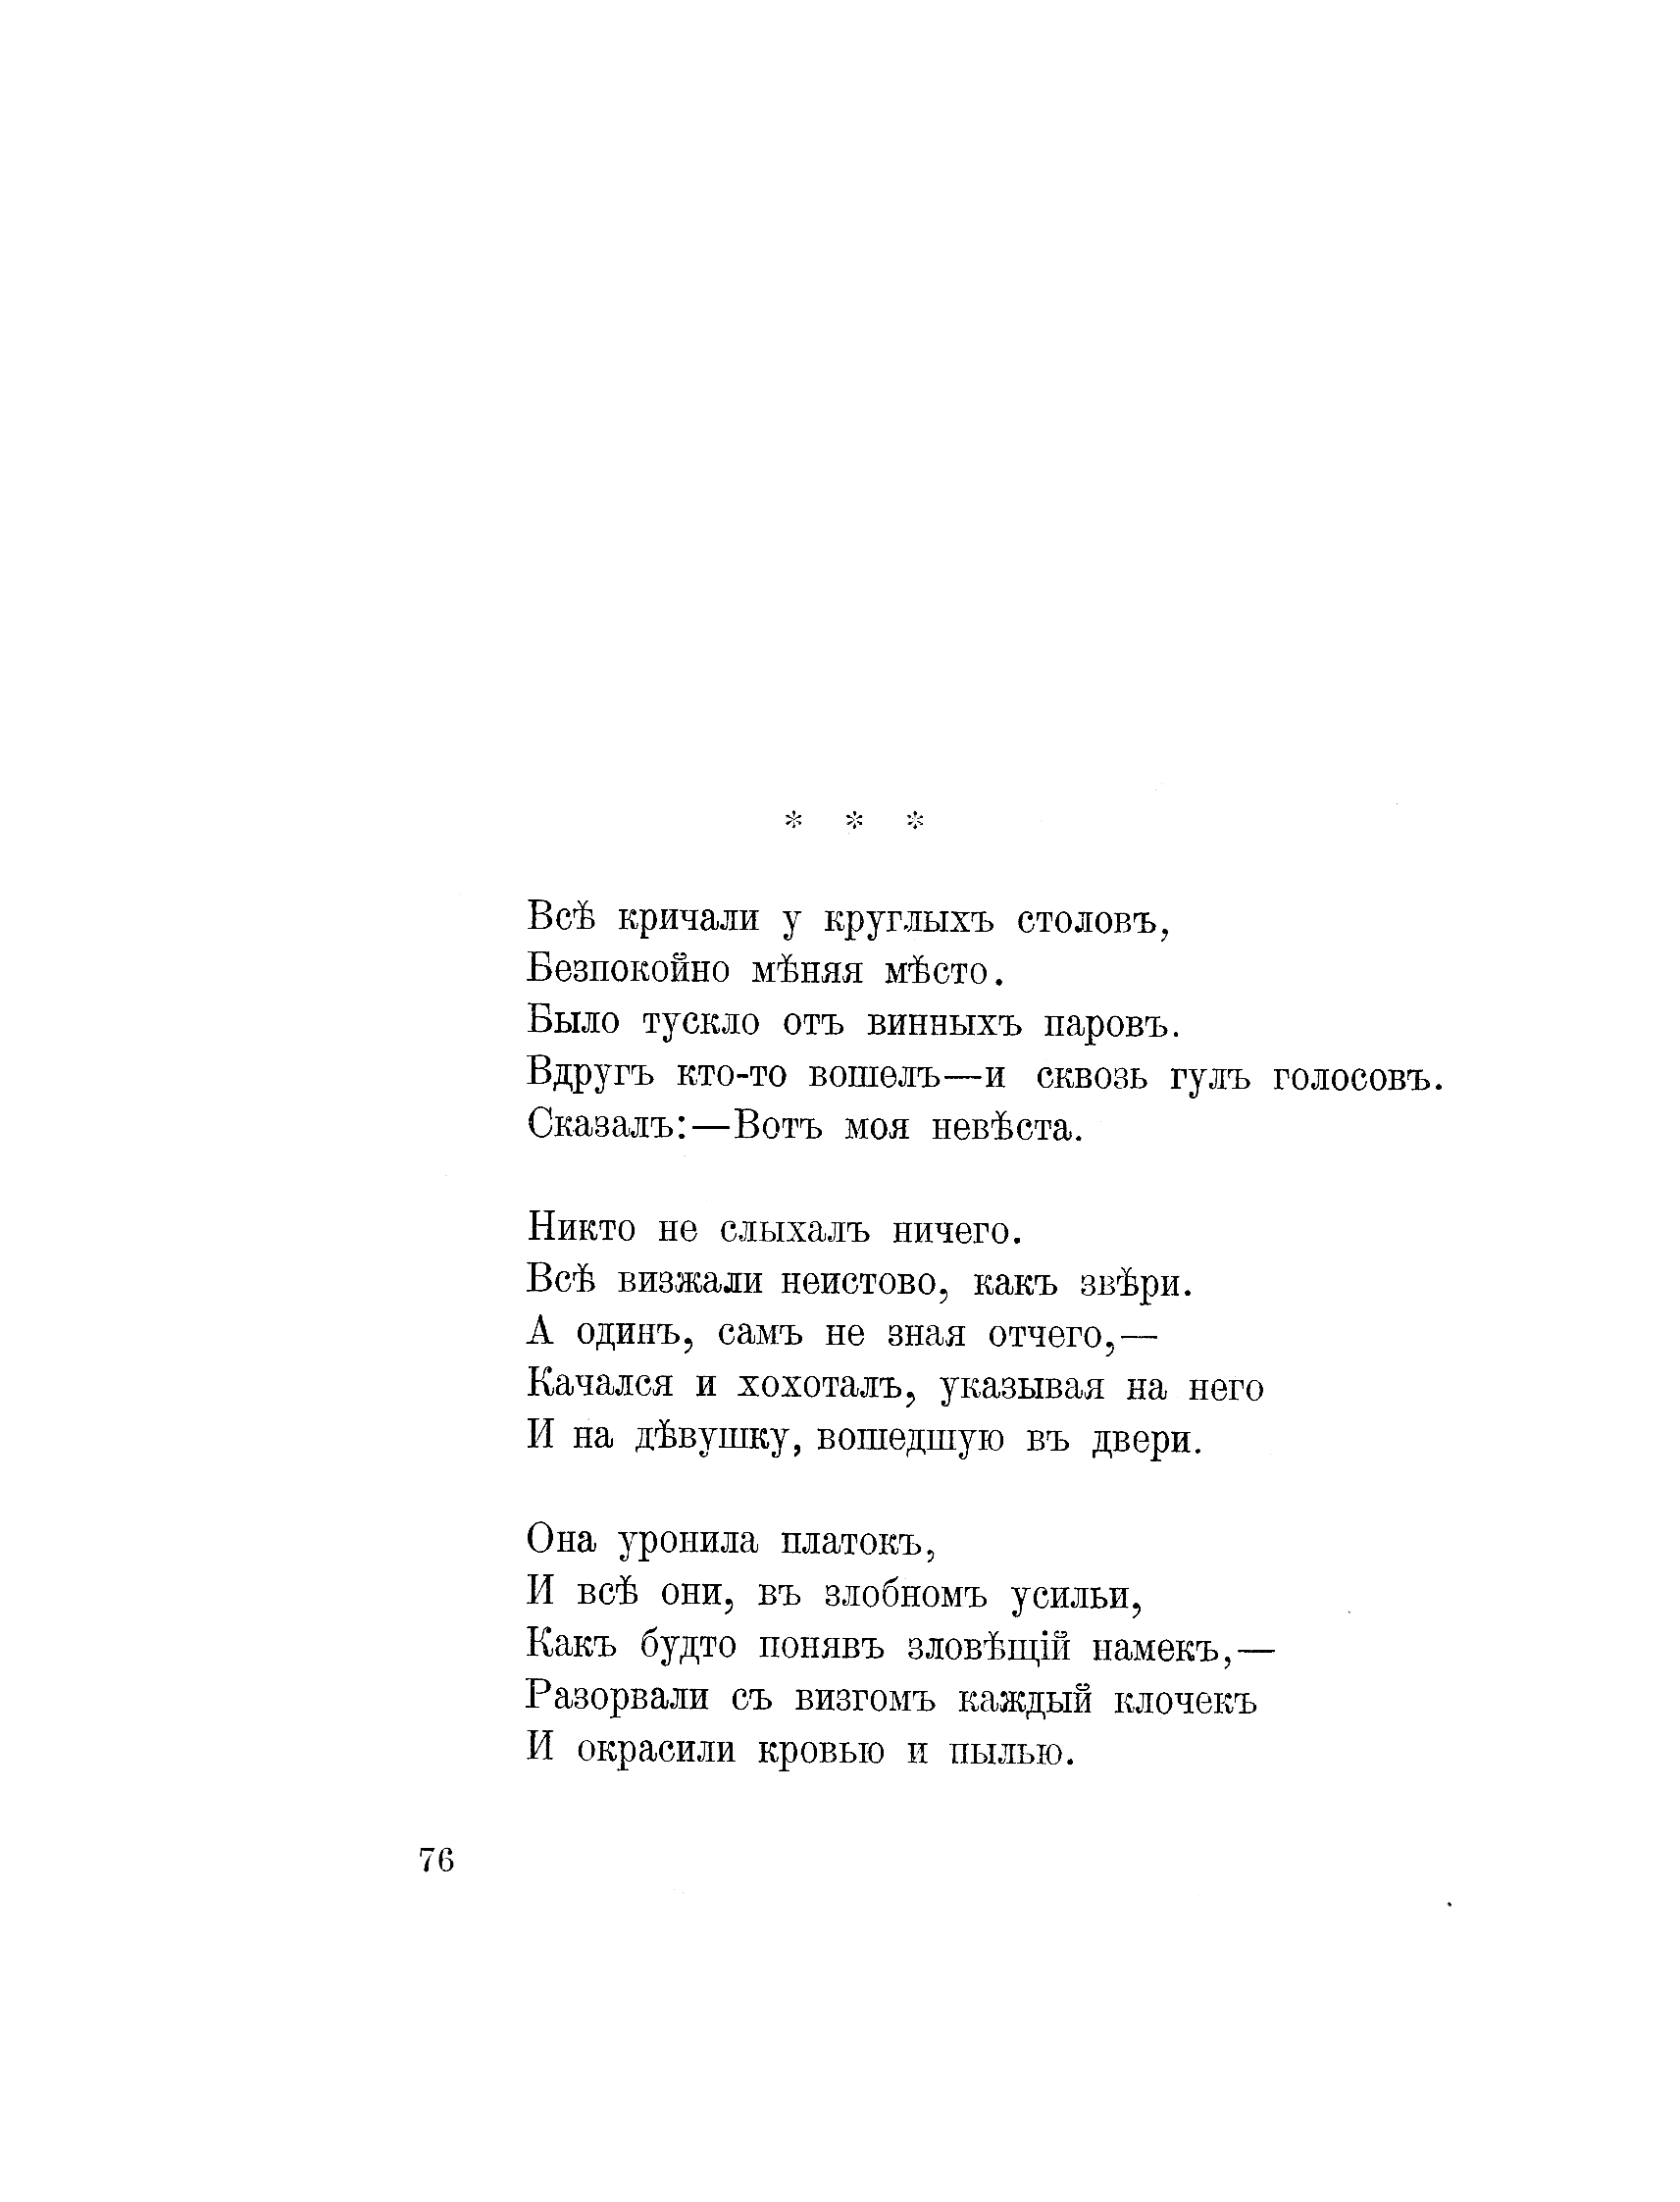 * * *
Всѣ кричали у круглыхъ столовъ,
Безпокойно мѣняя мѣсто.
Было тускло отъ винныхъ паровъ.
Вдругъ кто-то вошелъ—и сквозь гулъ голосовъ.
Сказалъ:—Вотъ моя невѣста.
Никто не слыхалъ ничего.
Всѣ визжали неистово, какъ звѣри.
А одинъ, самъ не зная отчего,—
Качался и хохоталъ, указывая на него
И на дѣвушку, вошедшую въ двери.
Она уронила платокъ,
И всѣ они, въ злобномъ усильи,
Какъ будто понявъ зловѣщій намекъ,—
Разорвали съ визгомъ каждый клочекъ
И окрасили кровью и пылью.
76